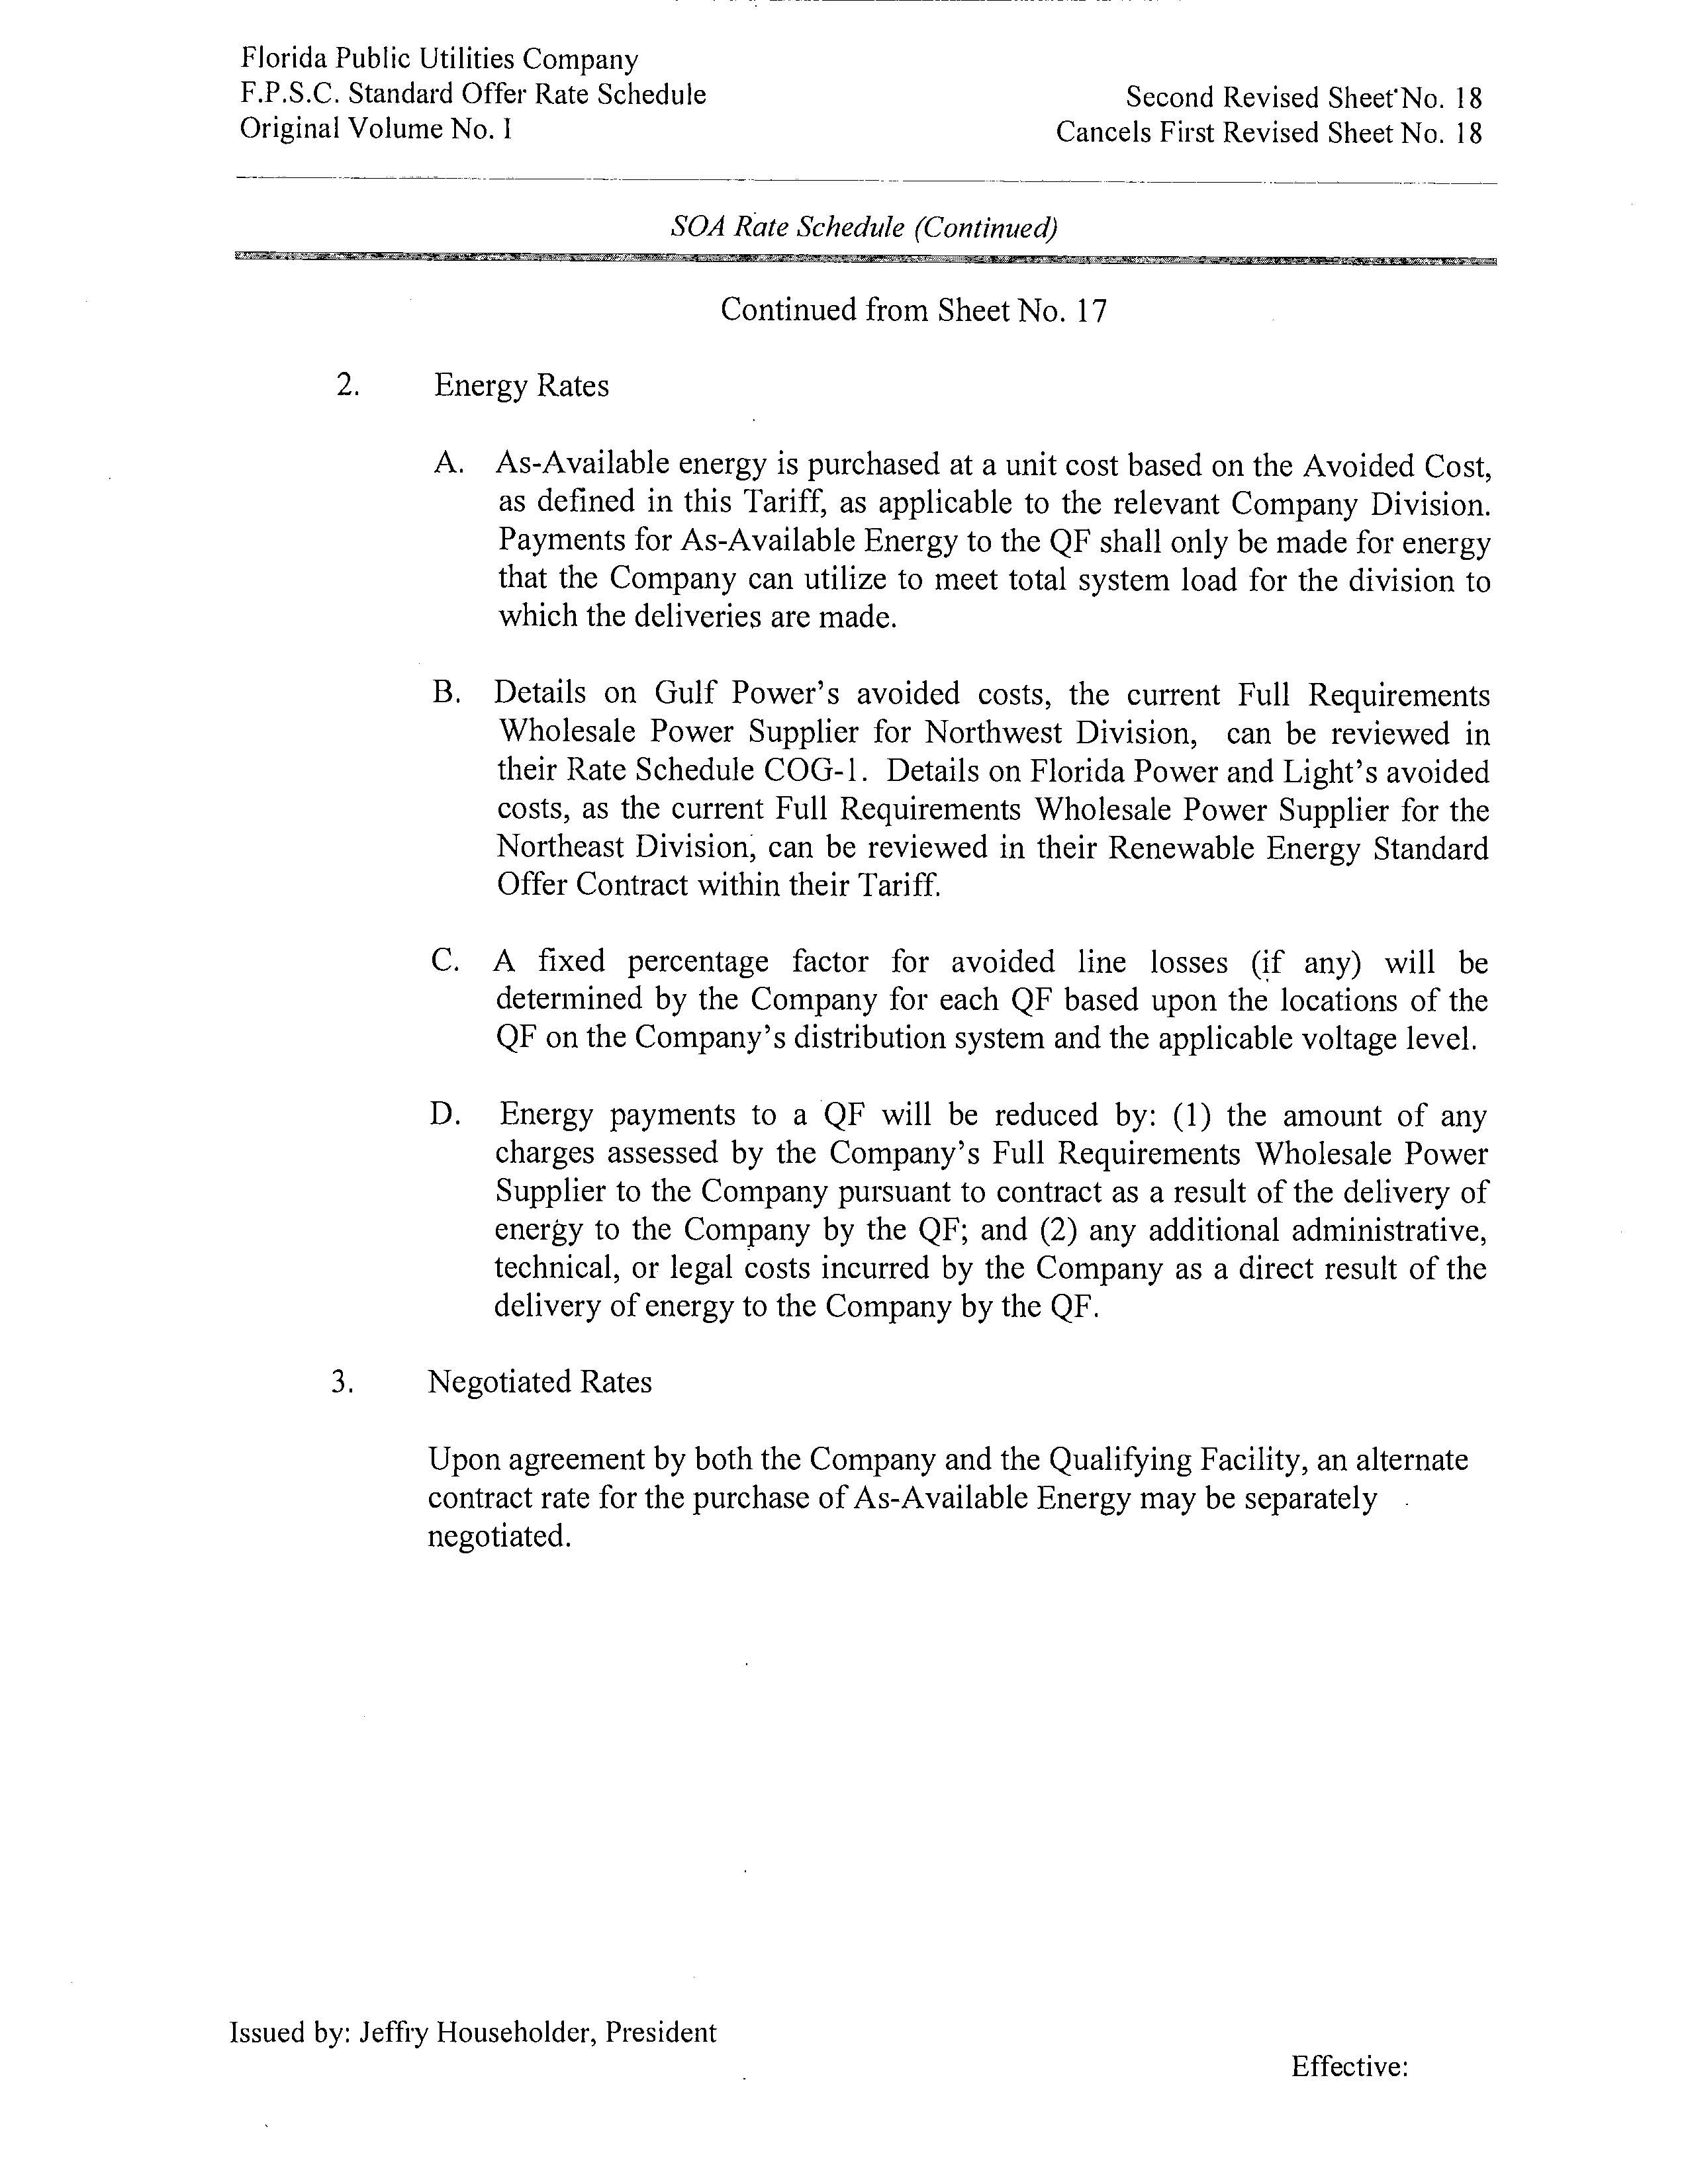 Florida Public Utilities Company
F.P.S.C. Standard Offer Rate Schedule
Second Revised Sheet No. 18
Original Volume No. I
Cancels First Revised Sheet No. 18
SOA Rate Schedule (Continued)
Continued from Sheet No. 17
2. Energy Rates
A. As-Available energy is purchased at a unit cost based on the Avoided Cost,
as defined in this Tariff, as applicable to the relevant Company Division.
Payments for As-Available Energy to the QF shall only be made for energy
that the Company can utilize to meet total system load for the division to
which the deliveries are made.
B. Details on Gulf Power's avoided costs, the current Full Requirements
Wholesale Power Supplier for Northwest Division, can be reviewed in
their Rate Schedule COG-1. Details on Florida Power and Light's avoided
costs, as the current Full Requirements Wholesale Power Supplier for the
Northeast Division, can be reviewed in their Renewable Energy Standard
Offer Contract within their Tariff.
C. A fixed percentage factor for avoided line losses (if any) will be
determined by the Company for each QF based upon the locations of the
QF on the Company's distribution system and the applicable voltage level.
D. Energy payments to a QF will be reduced by: (1) the amount of any
charges assessed by the Company's Full Requirements Wholesale Power
Supplier to the Company pursuant to contract as a result of the delivery of
energy to the Company by the QF; and (2) any additional administrative,
technical, or legal costs incurred by the Company as a direct result of the
delivery of energy to the Company by the QF.
3. Negotiated Rates
Upon agreement by both the Company and the Qualifying Facility, an alternate
contract rate for the purchase of As-Available Energy may be separately
negotiated.
Issued by: Jeffry Householder, President
Effective: